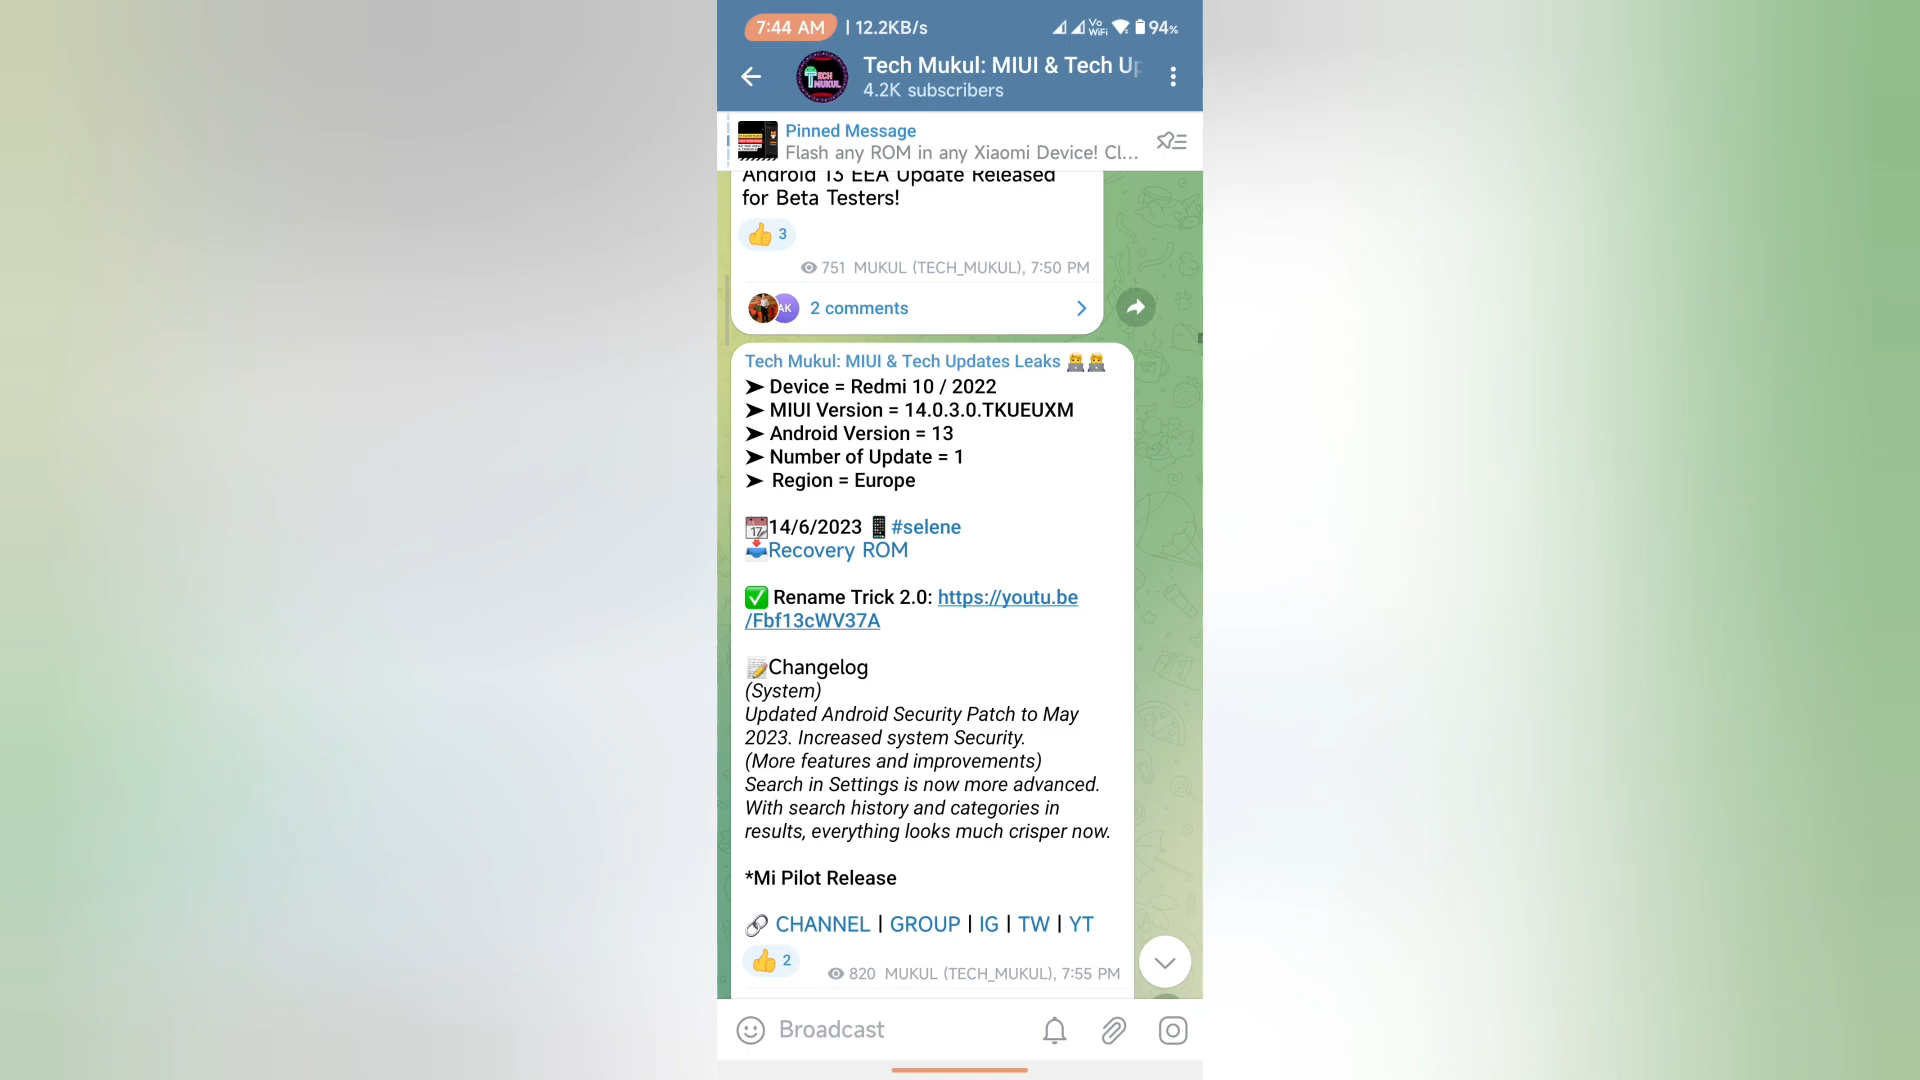 7:44 AM | 12.2KB/s Vo WiFi 94%
Tech Mukul: MIUI & Tech Up
4.2K subscribers
TECH MUKUL
Pinned Message
Flash any ROM in any Xiaomi Device! Cl...
Android 13 EEA Update Released
for Beta Testers!
3
751 MUKUL (TECH_MUKUL), 7:50 PM
AK 2 comments
Tech Mukul: MIUI & Tech Updates Leaks
➤ Device = Redmi 10 / 2022
➤ MIUI Version = 14.0.3.0.TKUEUXM
➤ Android Version = 13
➤ Number of Update = 1
➤ Region = Europe
17 14/6/2023 #selene
Recovery ROM
Rename Trick 2.0: https://youtu.be
/Fbf13cWV37A
Changelog
(System)
Updated Android Security Patch to May
2023. Increased system Security.
(More features and improvements)
Search in Settings is now more advanced.
With search history and categories in
results, everything looks much crisper now.
*Mi Pilot Release
CHANNEL | GROUP | IG | TW | YT
2
820 MUKUL (TECH_MUKUL), 7:55 PM
Broadcast